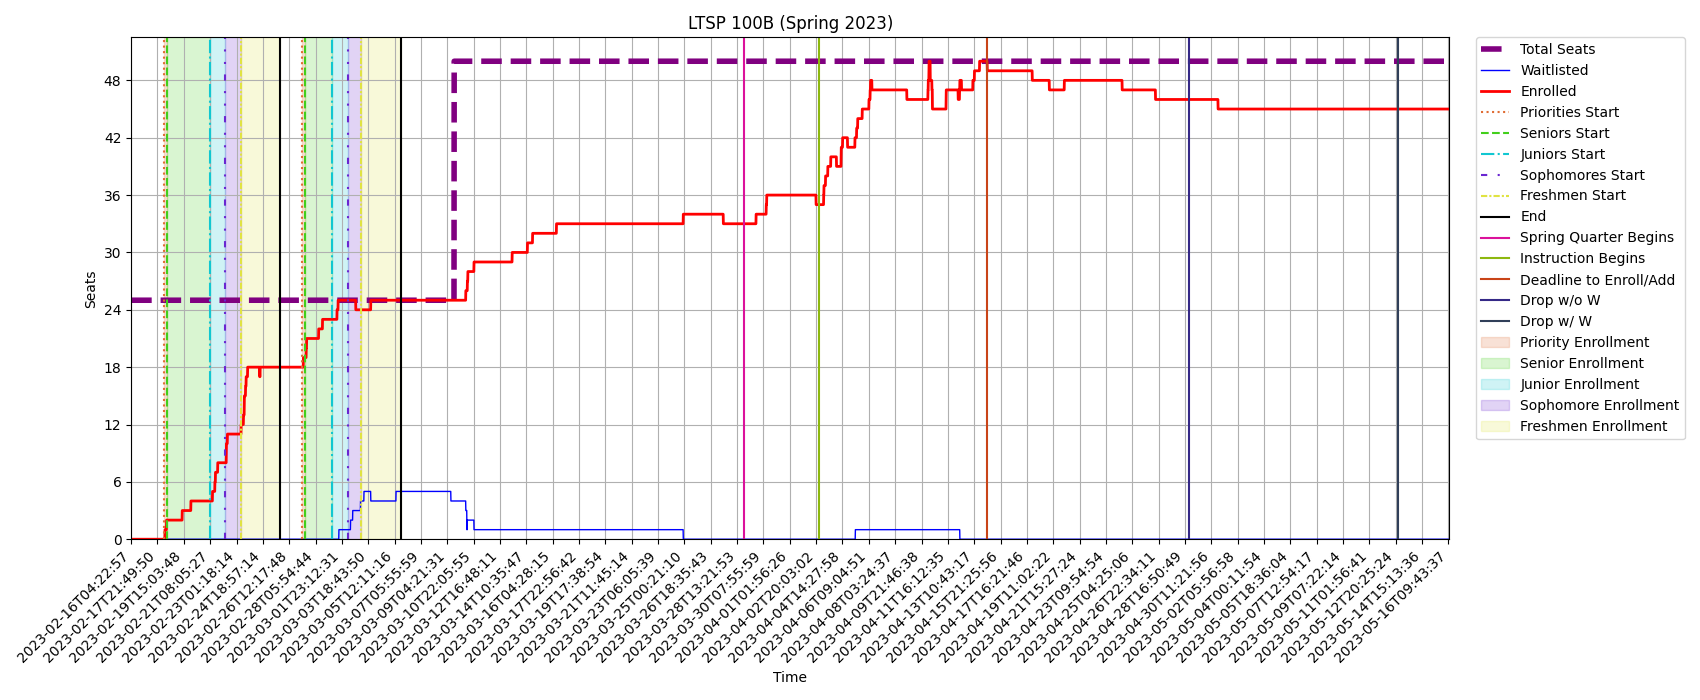 LTSP 100B (Spring 2023)
Seats
48
42
36
30
24
18
12
6
0
2023-02-16T04:22:57
2023-02-17T21:49:50
2023-02-19T15:03:48
2023-02-21T08:05:27
2023-02-23T01:18:14
2023-02-24T18:57:14
2023-02-26T12:17:48
2023-02-28T05:54:44
2023-03-01T23:12:31
2023-03-03T18:43:50
2023-03-05T12:11:16
2023-03-07T05:55:59
2023-03-09T04:21:31
2023-03-10T22:05:55
2023-03-12T16:48:11
2023-03-14T10:35:47
2023-03-16T04:28:15
2023-03-17T22:56:42
2023-03-19T17:38:54
2023-03-21T11:45:14
2023-03-23T06:05:39
2023-03-25T00:21:10
2023-03-26T18:35:43
2023-03-28T13:21:53
2023-03-30T07:55:59
2023-04-01T01:56:26
2023-04-02T20:03:02
2023-04-04T14:27:58
2023-04-06T09:04:51
2023-04-08T03:24:37
2023-04-09T21:46:38
2023-04-11T16:12:35
2023-04-13T10:43:17
2023-04-15T21:25:56
2023-04-17T16:21:46
2023-04-19T11:02:22
2023-04-21T15:27:24
2023-04-23T09:54:54
2023-04-25T04:25:06
2023-04-26T22:34:11
2023-04-28T16:50:49
2023-04-30T11:21:56
2023-05-02T05:56:58
2023-05-04T00:11:54
2023-05-05T18:36:04
2023-05-07T12:54:17
2023-05-09T07:22:14
2023-05-11T01:56:41
2023-05-12T20:25:24
2023-05-14T15:13:36
2023-05-16T09:43:37
Time
Total Seats
Waitlisted
Enrolled
Priorities Start
Seniors Start
Juniors Start
Sophomores Start
Freshmen Start
End
Spring Quarter Begins
Instruction Begins
Deadline to Enroll/Add
Drop w/o W
Drop w/ W
Priority Enrollment
Senior Enrollment
Junior Enrollment
Sophomore Enrollment
Freshmen Enrollment